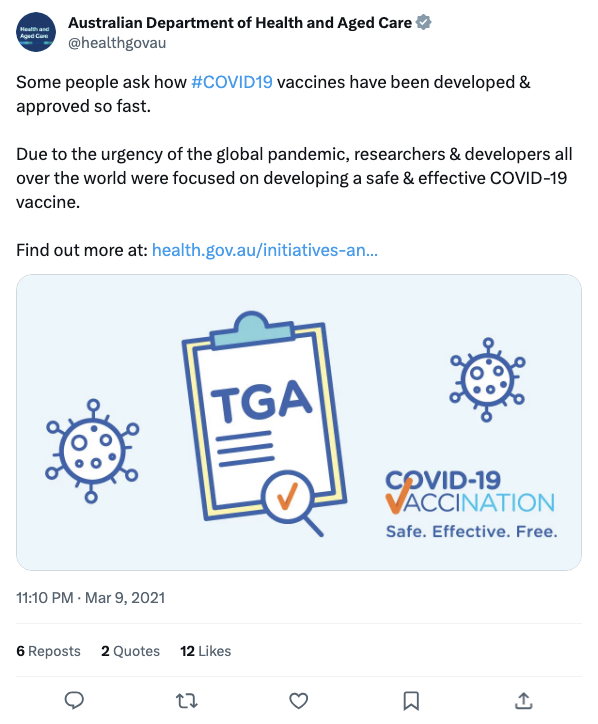 Health and
Aged Care
Australian Department of Health and Aged Care
@healthgovau
Some people ask how #COVID19 vaccines have been developed &
approved so fast.
Due to the urgency of the global pandemic, researchers & developers all
over the world were focused on developing a safe & effective COVID-19
vaccine.
Find out more at: health.gov.au/initiatives-an...
TGA
COVID-19
VACCINATION
Safe. Effective. Free.
11:10 PM · Mar 9, 2021
6 Reposts 2 Quotes 12 Likes